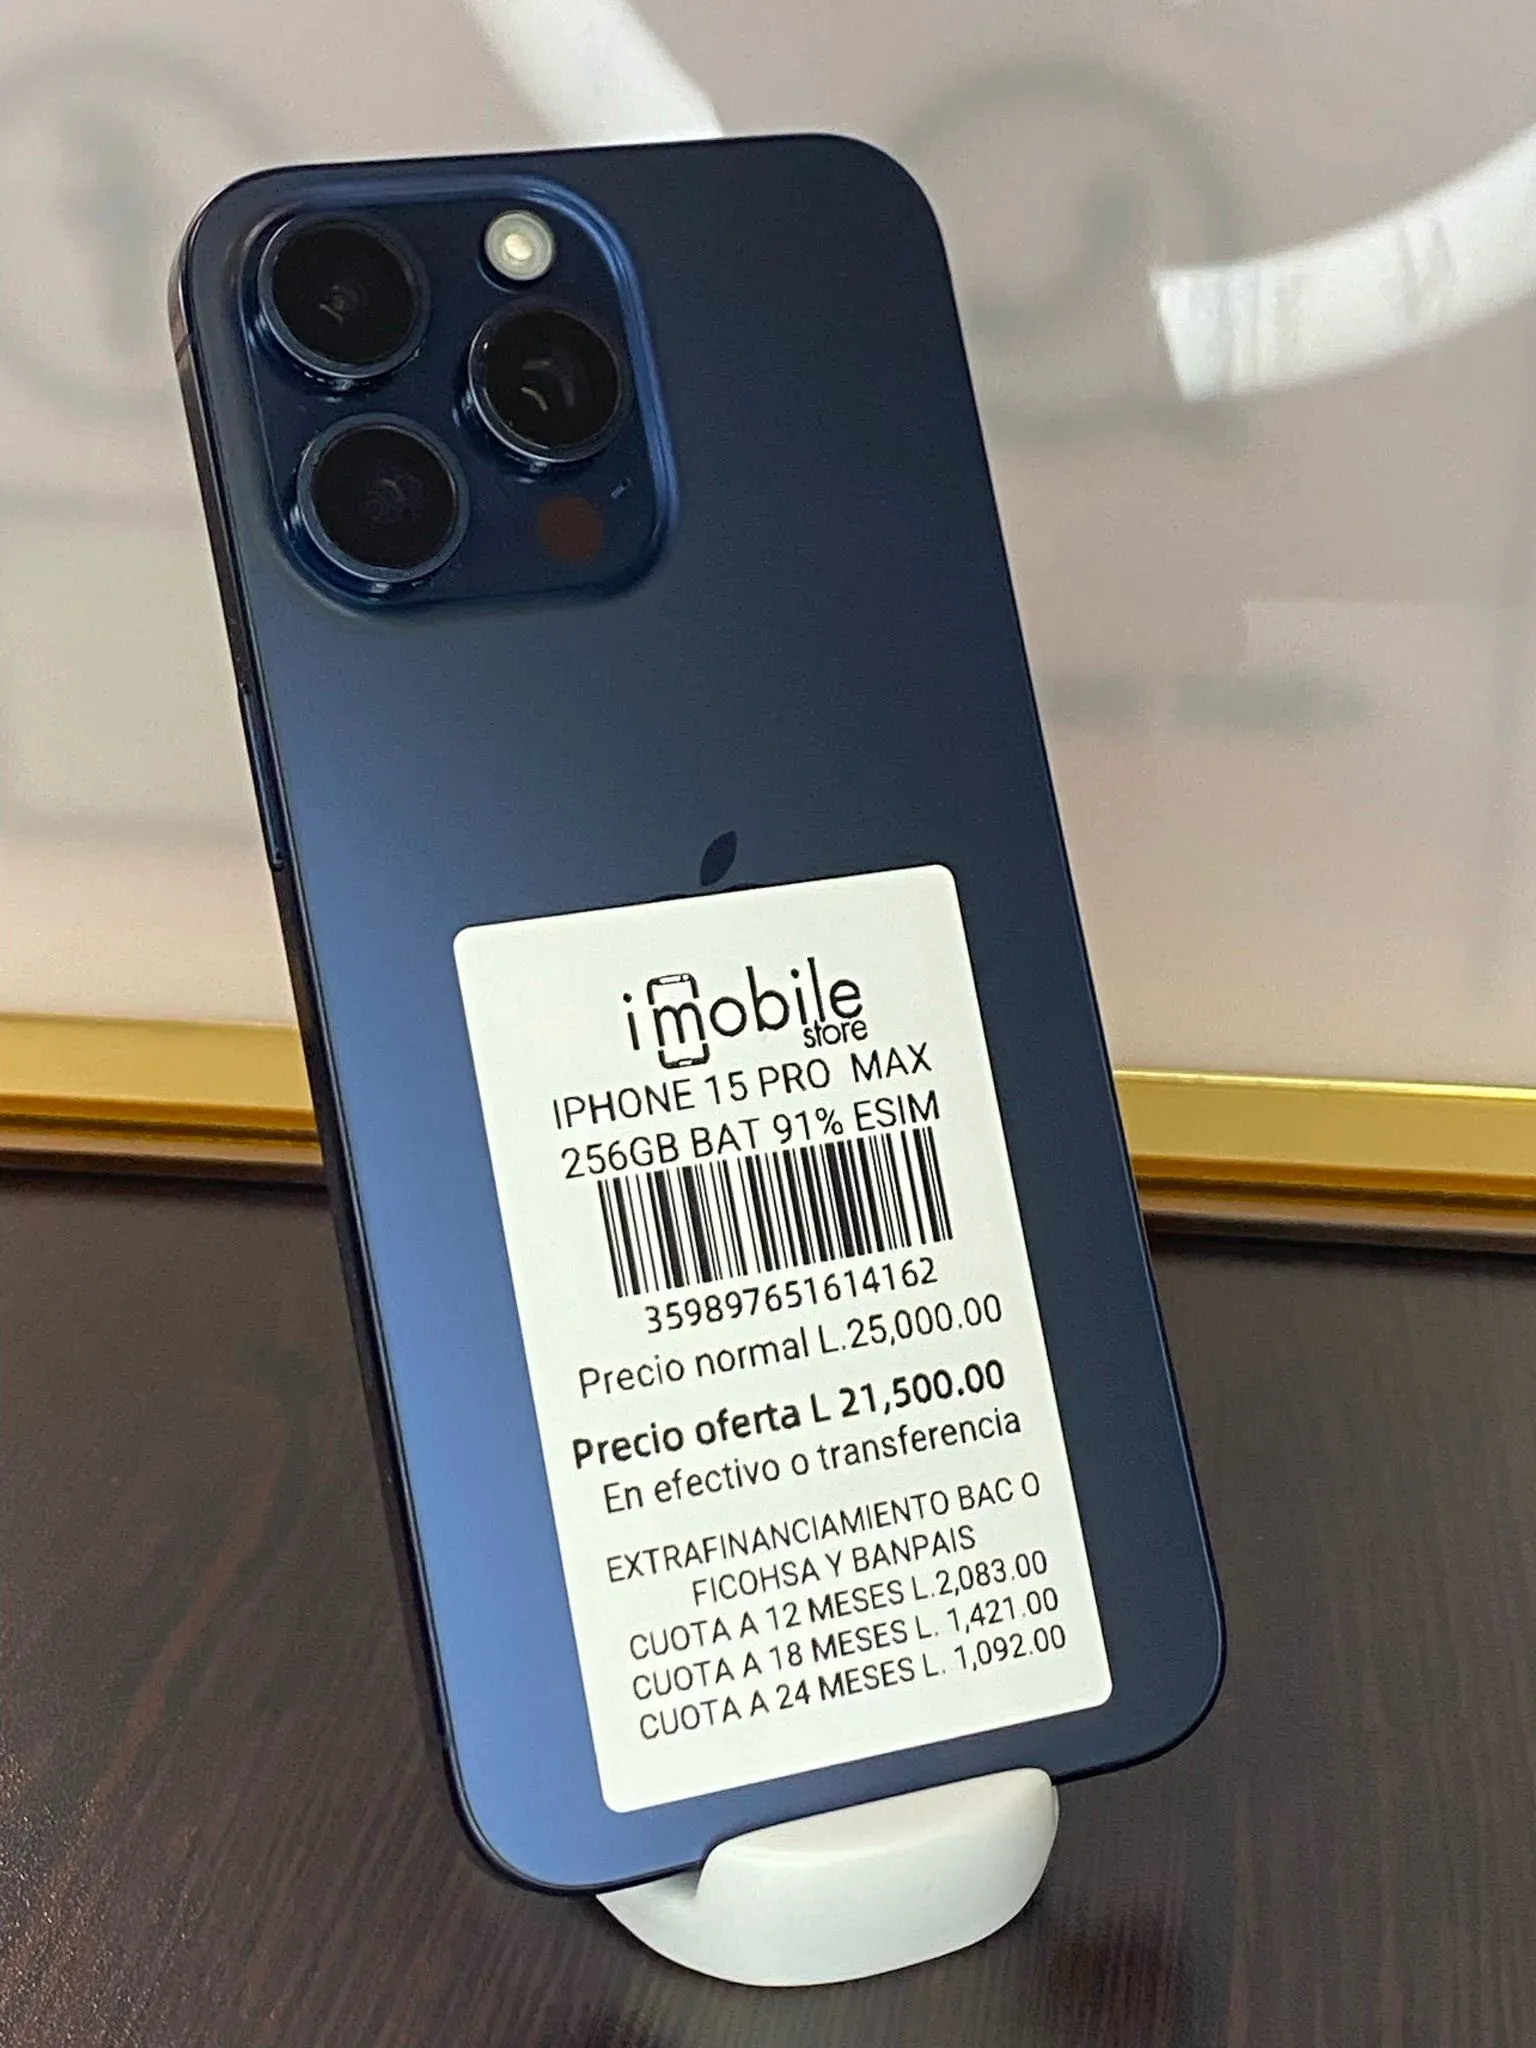 imobile
store
IPHONE 15 PRO MAX
256GB BAT 91% ESIM
359897651614162
Precio normal L.25,000.00
Precio oferta L 21,500.00
En efectivo o transferencia
EXTRAFINANCIAMIENTO BAC O
FICOHSA Y BANPAIS
CUOTA A 12 MESES L.2,083.00
CUOTA A 18 MESES L. 1,421.00
CUOTA A 24 MESES L. 1,092.00